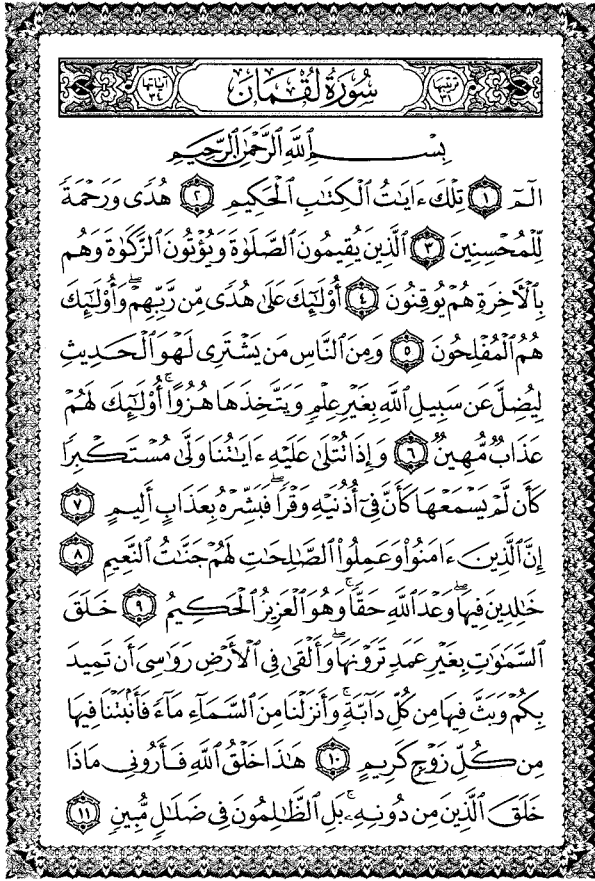 ترتيبها ٣١ سُورَةُ لُقْمَانَ آياتها ٣٤
بِسْمِ ٱللَّهِ ٱلرَّحْمَٰنِ ٱلرَّحِيمِ
الٓمٓ ١ تِلْكَ ءَايَٰتُ ٱلْكِتَٰبِ ٱلْحَكِيمِ ٢ هُدًى وَرَحْمَةً
لِّلْمُحْسِنِينَ ٣ ٱلَّذِينَ يُقِيمُونَ ٱلصَّلَوٰةَ وَيُؤْتُونَ ٱلزَّكَوٰةَ وَهُم
بِٱلْأَخِرَةِ هُمْ يُوقِنُونَ ٤ أُو۟لَٰٓئِكَ عَلَىٰ هُدًى مِّن رَّبِّهِمْ ۖ وَأُو۟لَٰٓئِكَ
هُمُ ٱلْمُفْلِحُونَ ٥ وَمِنَ ٱلنَّاسِ مَن يَشْتَرِى لَهْوَ ٱلْحَدِيثِ
لِيُضِلَّ عَن سَبِيلِ ٱللَّهِ بِغَيْرِ عِلْمٍ وَيَتَّخِذَهَا هُزُوًا ۚ أُو۟لَٰٓئِكَ لَهُمْ
عَذَابٌ مُّهِينٌ ٦ وَإِذَا تُتْلَىٰ عَلَيْهِ ءَايَٰتُنَا وَلَّىٰ مُسْتَكْبِرًا
كَأَن لَّمْ يَسْمَعْهَا كَأَنَّ فِىٓ أُذُنَيْهِ وَقْرًا ۖ فَبَشِّرْهُ بِعَذَابٍ أَلِيمٍ ٧
إِنَّ ٱلَّذِينَ ءَامَنُوا۟ وَعَمِلُوا۟ ٱلصَّٰلِحَٰتِ لَهُمْ جَنَّٰتُ ٱلنَّعِيمِ ٨
خَٰلِدِينَ فِيهَا ۖ وَعْدَ ٱللَّهِ حَقًّا ۚ وَهُوَ ٱلْعَزِيزُ ٱلْحَكِيمُ ٩ خَلَقَ
ٱلسَّمَٰوَٰتِ بِغَيْرِ عَمَدٍ تَرَوْنَهَا ۖ وَأَلْقَىٰ فِى ٱلْأَرْضِ رَوَٰسِىَ أَن تَمِيدَ
بِكُمْ وَبَثَّ فِيهَا مِن كُلِّ دَآبَّةٍ ۚ وَأَنزَلْنَا مِنَ ٱلسَّمَآءِ مَآءً فَأَنۢبَتْنَا فِيهَا
مِن كُلِّ زَوْجٍ كَرِيمٍ ١٠ هَٰذَا خَلْقُ ٱللَّهِ فَأَرُونِى مَاذَا
خَلَقَ ٱلَّذِينَ مِن دُونِهِۦ ۚ بَلِ ٱلظَّٰلِمُونَ فِى ضَلَٰلٍ مُّبِينٍ ١١